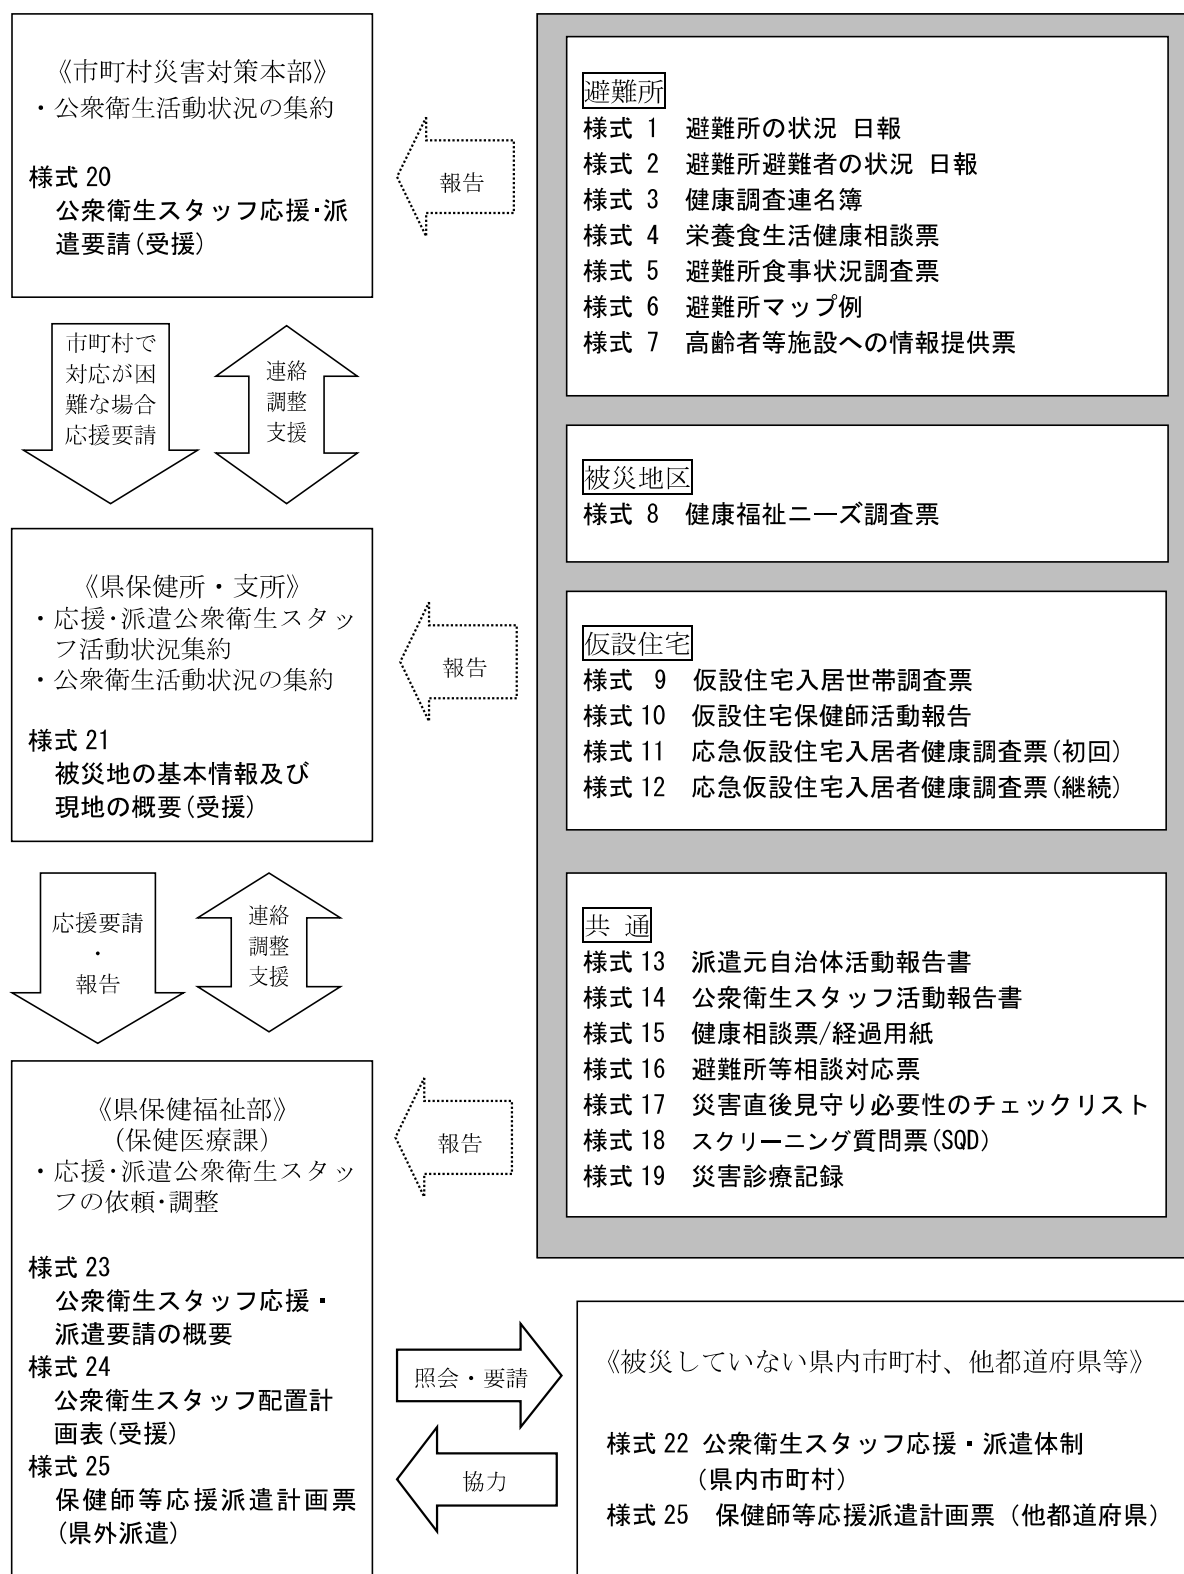 《市町村災害対策本部》
・公衆衛生活動状況の集約
様式 20
公衆衛生スタッフ応援・派
遣要請(受援)
報告
避難所
様式 1 避難所の状況 日報
様式 2 避難所避難者の状況 日報
様式 3 健康調査連名簿
様式 4 栄養食生活健康相談票
様式 5 避難所食事状況調査票
様式 6 避難所マップ例
様式 7 高齢者等施設への情報提供票
市町村で
対応が困
難な場合
応援要請
連絡
調整
支援
被災地区
様式 8 健康福祉ニーズ調査票
《県保健所・支所》
・応援・派遣公衆衛生スタッ
フ活動状況集約
・公衆衛生活動状況の集約
様式 21
被災地の基本情報及び
現地の概要(受援)
報告
仮設住宅
様式 9 仮設住宅入居世帯調査票
様式 10 仮設住宅保健師活動報告
様式 11 応急仮設住宅入居者健康調査票(初回)
様式 12 応急仮設住宅入居者健康調査票(継続)
応援要請
・
報告
連絡
調整
支援
共 通
様式 13 派遣元自治体活動報告書
様式 14 公衆衛生スタッフ活動報告書
様式 15 健康相談票/経過用紙
様式 16 避難所等相談対応票
様式 17 災害直後見守り必要性のチェックリスト
様式 18 スクリーニング質問票(SQD)
様式 19 災害診療記録
《県保健福祉部》
(保健医療課)
・応援・派遣公衆衛生スタッ
フの依頼・調整
様式 23
公衆衛生スタッフ応援・
派遣要請の概要
様式 24
公衆衛生スタッフ配置計
画表(受援)
様式 25
保健師等応援派遣計画票
(県外派遣)
報告
照会・要請
協力
《被災していない県内市町村、他都道府県等》
様式 22 公衆衛生スタッフ応援・派遣体制
(県内市町村)
様式 25 保健師等応援派遣計画票 (他都道府県)